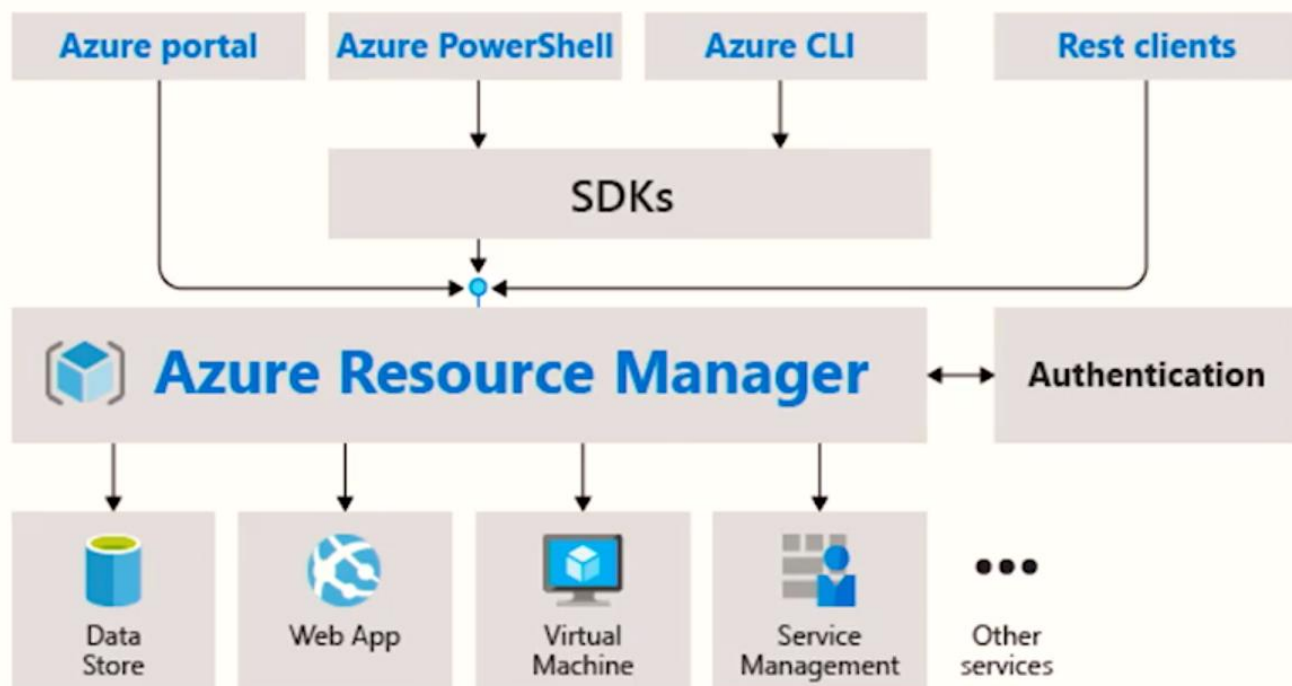 Azure portal
Azure PowerShell
Azure CLI
Rest clients
SDKs
Azure Resource Manager
Authentication
Data
Store
Web App
Virtual
Machine
Service
Management
Other
services